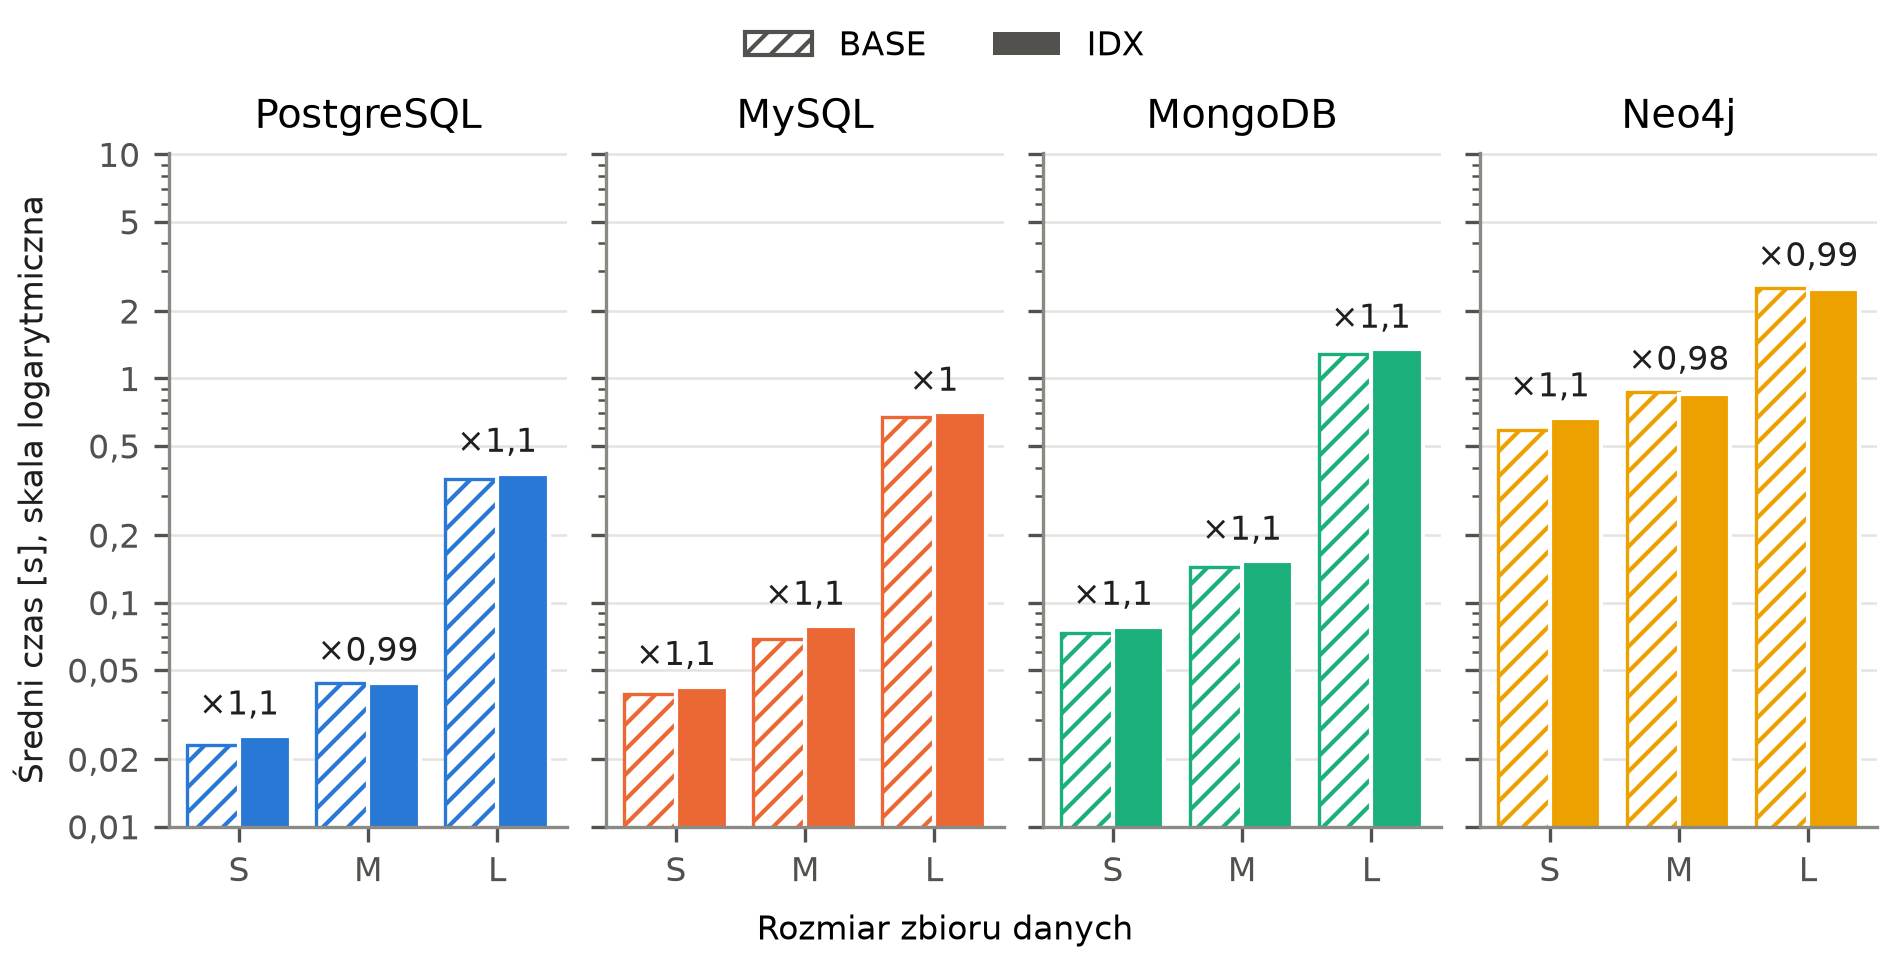 BASE IDX
PostgreSQL MySQL MongoDB Neo4j
Średni czas [s], skala logarytmiczna
10
5
2
1
0,5
0,2
0,1
0,05
0,02
0,01
×1,1 ×0,99 ×1,1
×1,1 ×1,1 ×1
×1,1 ×1,1 ×1,1
×1,1 ×0,98 ×0,99
S M L S M L S M L S M L
Rozmiar zbioru danych